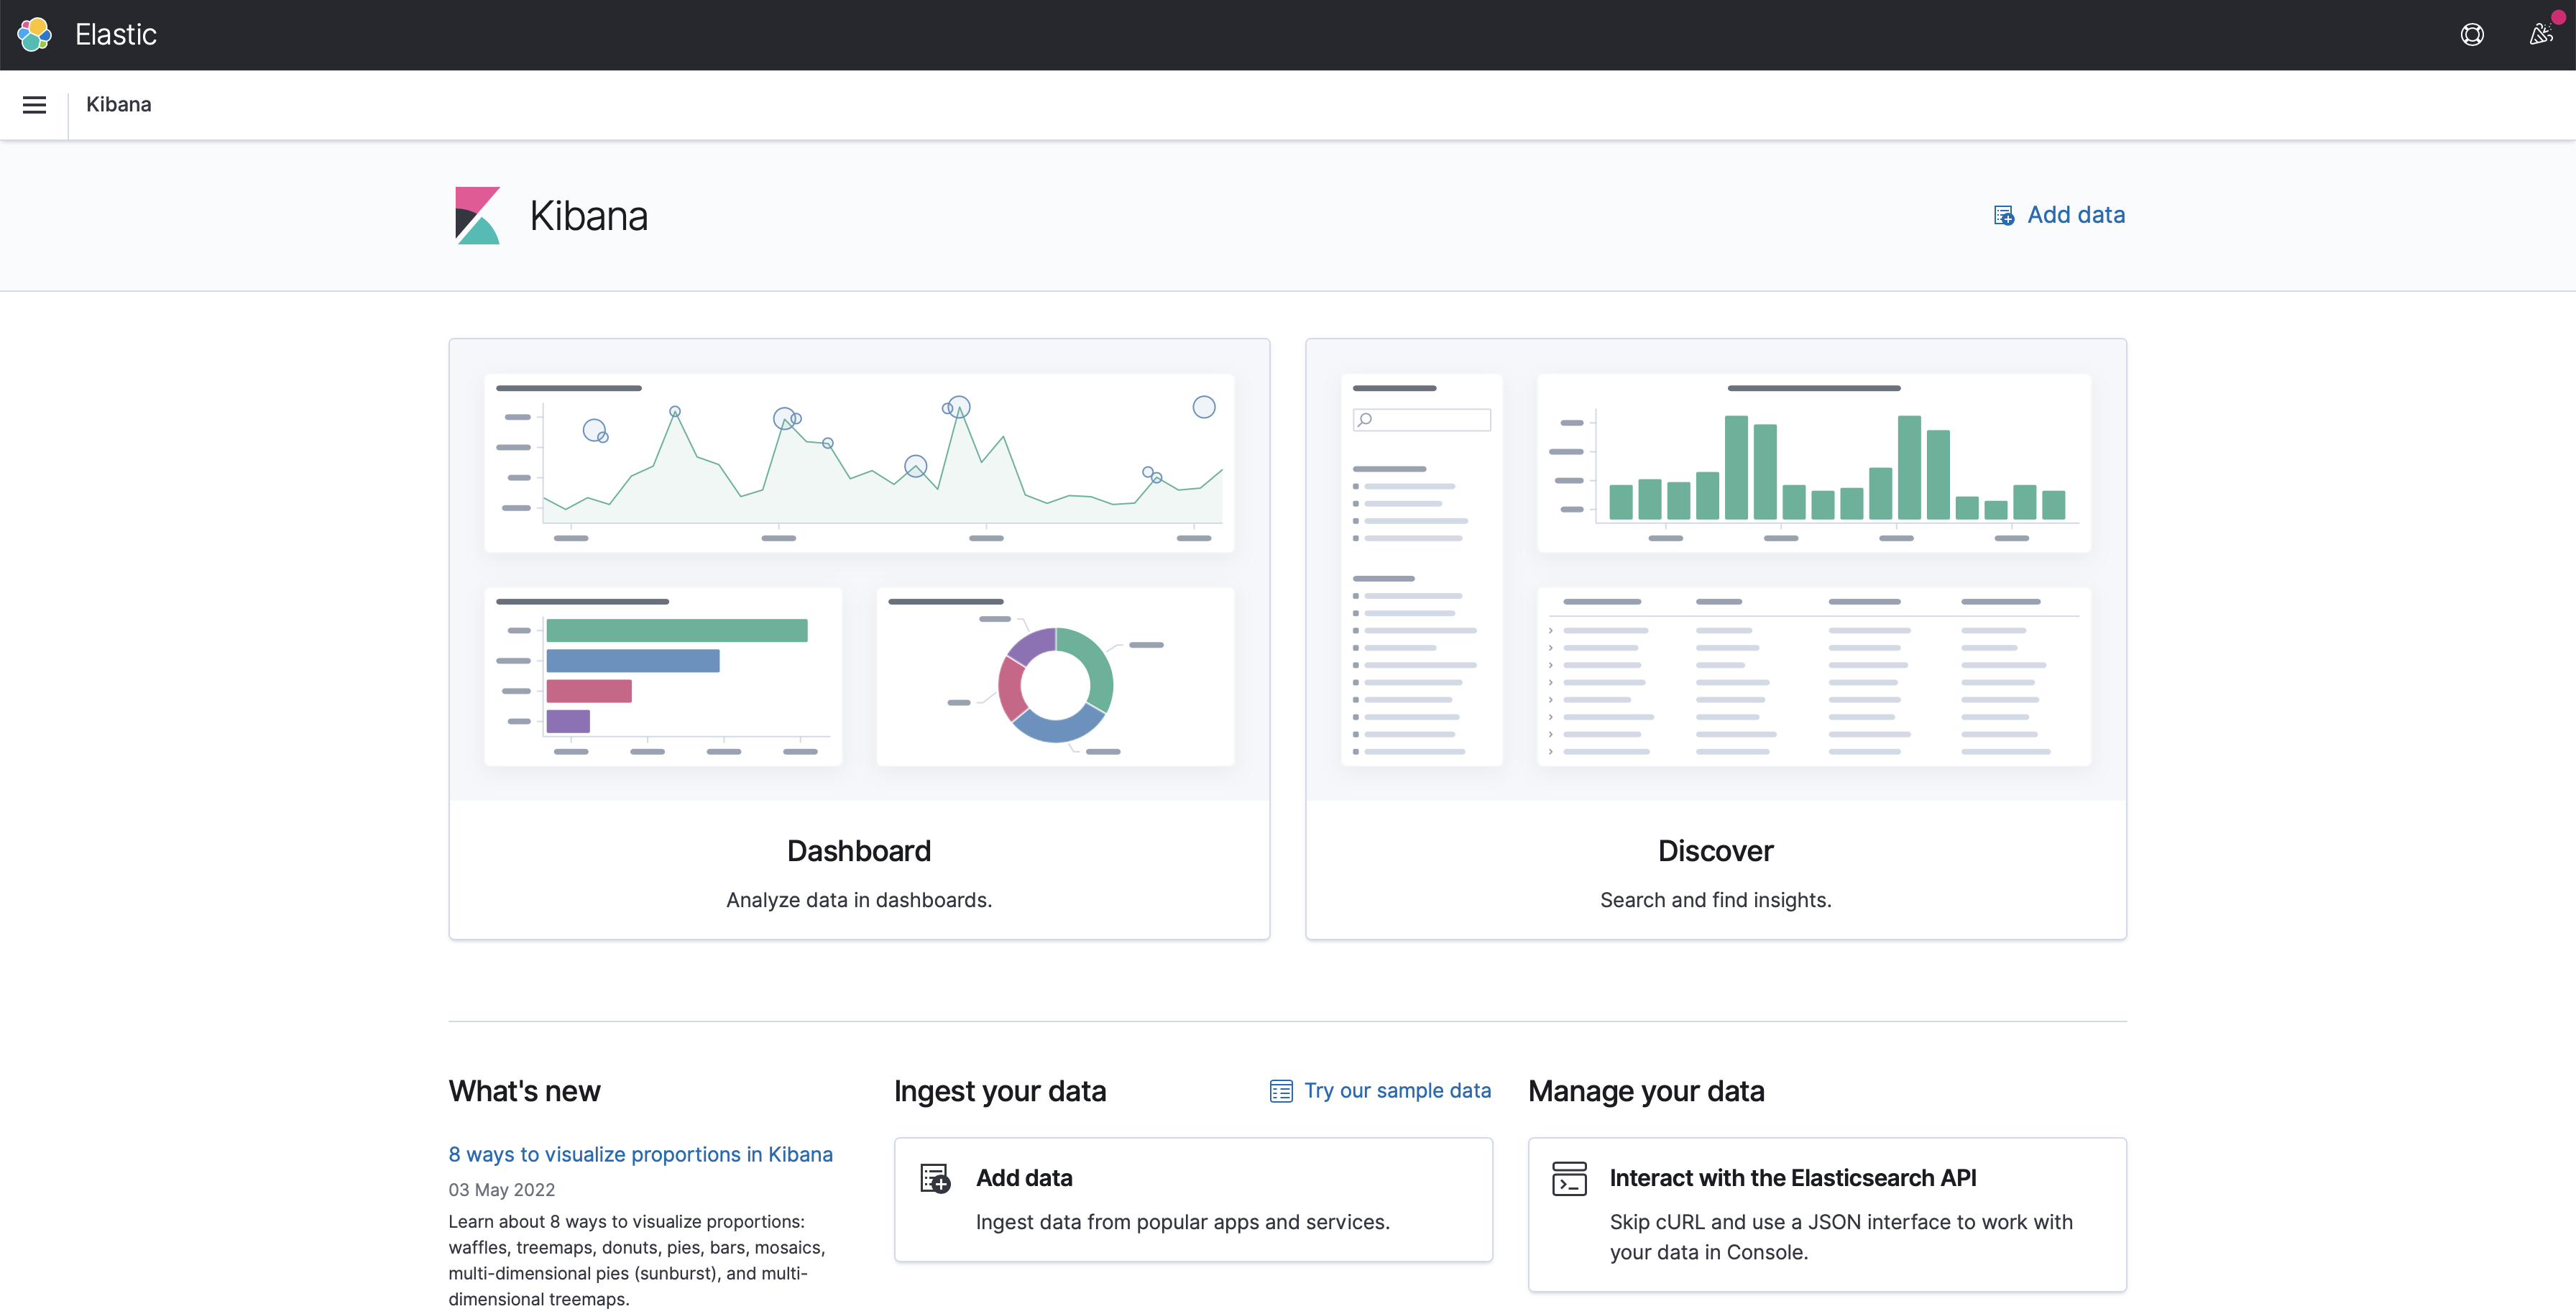 Elastic
Kibana
Kibana
Add data
Dashboard
Analyze data in dashboards.
Discover
Search and find insights.
What's new
8 ways to visualize proportions in Kibana
03 May 2022
Learn about 8 ways to visualize proportions:
waffles, treemaps, donuts, pies, bars, mosaics,
multi-dimensional pies (sunburst), and multi-
dimensional treemaps.
Ingest your data
Try our sample data
Add data
Ingest data from popular apps and services.
Manage your data
Interact with the Elasticsearch API
Skip cURL and use a JSON interface to work with
your data in Console.